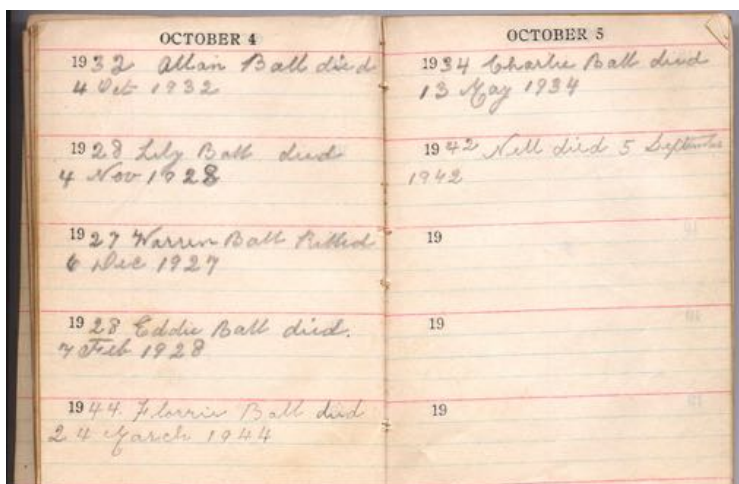 OCTOBER 4
1932 Allan Ball died
4 Oct 1932
1928 Lily Ball died
4 Nov 1928
1927 Warren Ball Killed
6 Dec 1927
1928 Eddie Ball died.
7 Feb 1928
1944. Florrie Ball died
24 March 1944
OCTOBER 5
1934 Charlie Ball died
13 May 1934
1942 Nell died 5 September
1942
19
19
19